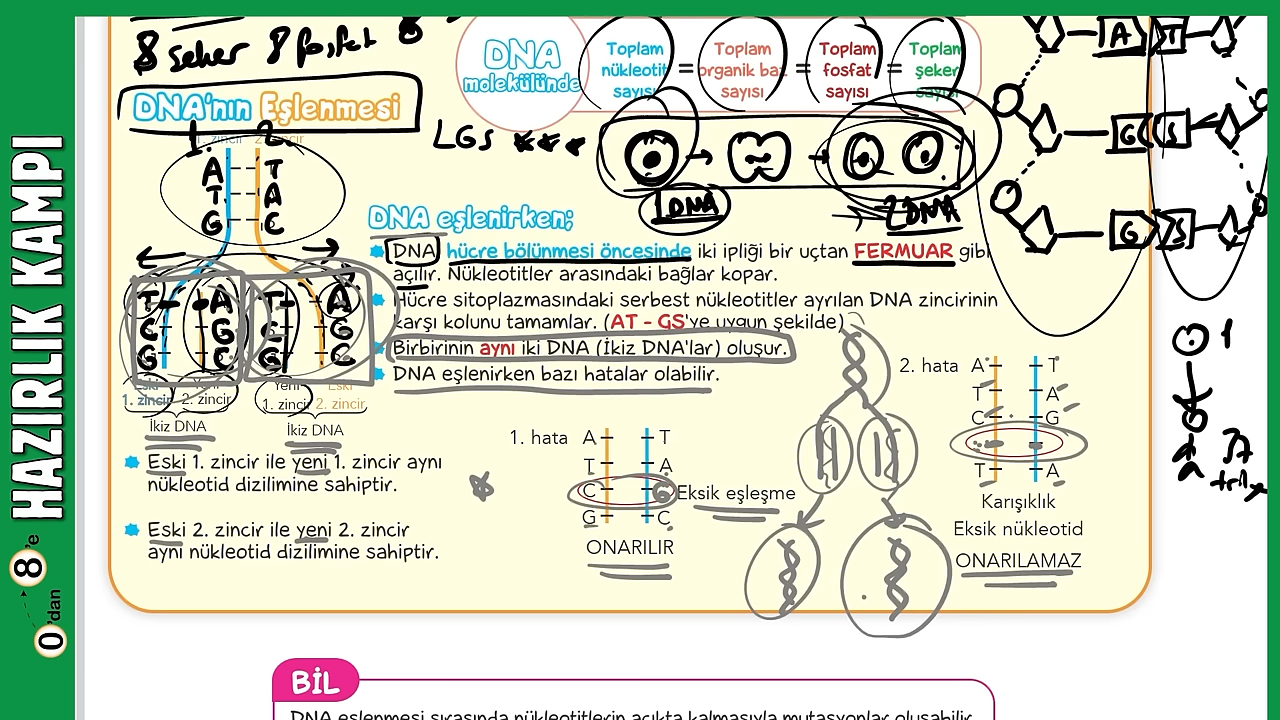 8 şeker 8 fosfat 8
DNA
molekülünde
Toplam
nükleotit
sayısı
=
Toplam
organik baz
sayısı
=
Toplam
fosfat
sayısı
=
Toplam
şeker
sayısı
DNA'nın Eşlenmesi
LGS ***
1. zincir 2. zincir
1. 2.
A T
T A
G C
1 DNA
2 DNA
A T
G S
G S
DNA eşlenirken;
DNA hücre bölünmesi öncesinde iki ipliği bir uçtan FERMUAR gibi
açılır. Nükleotitler arasındaki bağlar kopar.
Hücre sitoplazmasındaki serbest nükleotitler ayrılan DNA zincirinin
karşı kolunu tamamlar. (AT - GS'ye uygun şekilde)
Birbirinin aynı iki DNA (İkiz DNA'lar) oluşur.
DNA eşlenirken bazı hatalar olabilir.
T A T A
C G C G
G C G C
Eski Yeni Yeni Eski
1. zincir 2. zincir 1. zincir 2. zincir
İkiz DNA İkiz DNA
Eski 1. zincir ile yeni 1. zincir aynı
nükleotid dizilimine sahiptir.
Eski 2. zincir ile yeni 2. zincir
aynı nükleotid dizilimine sahiptir.
1. hata A T
T A
C G Eksik eşleşme
G C
ONARILIR
2. hata A T
T A
C G
T A
Karışıklık
Eksik nükleotid
ONARILAMAZ
1
37
0'dan 8'e HAZIRLIK KAMPI
BİL
DNA eşlenmesi sırasında nükleotitlerin açıkta kalmasıyla mutasyonlar oluşabilir.